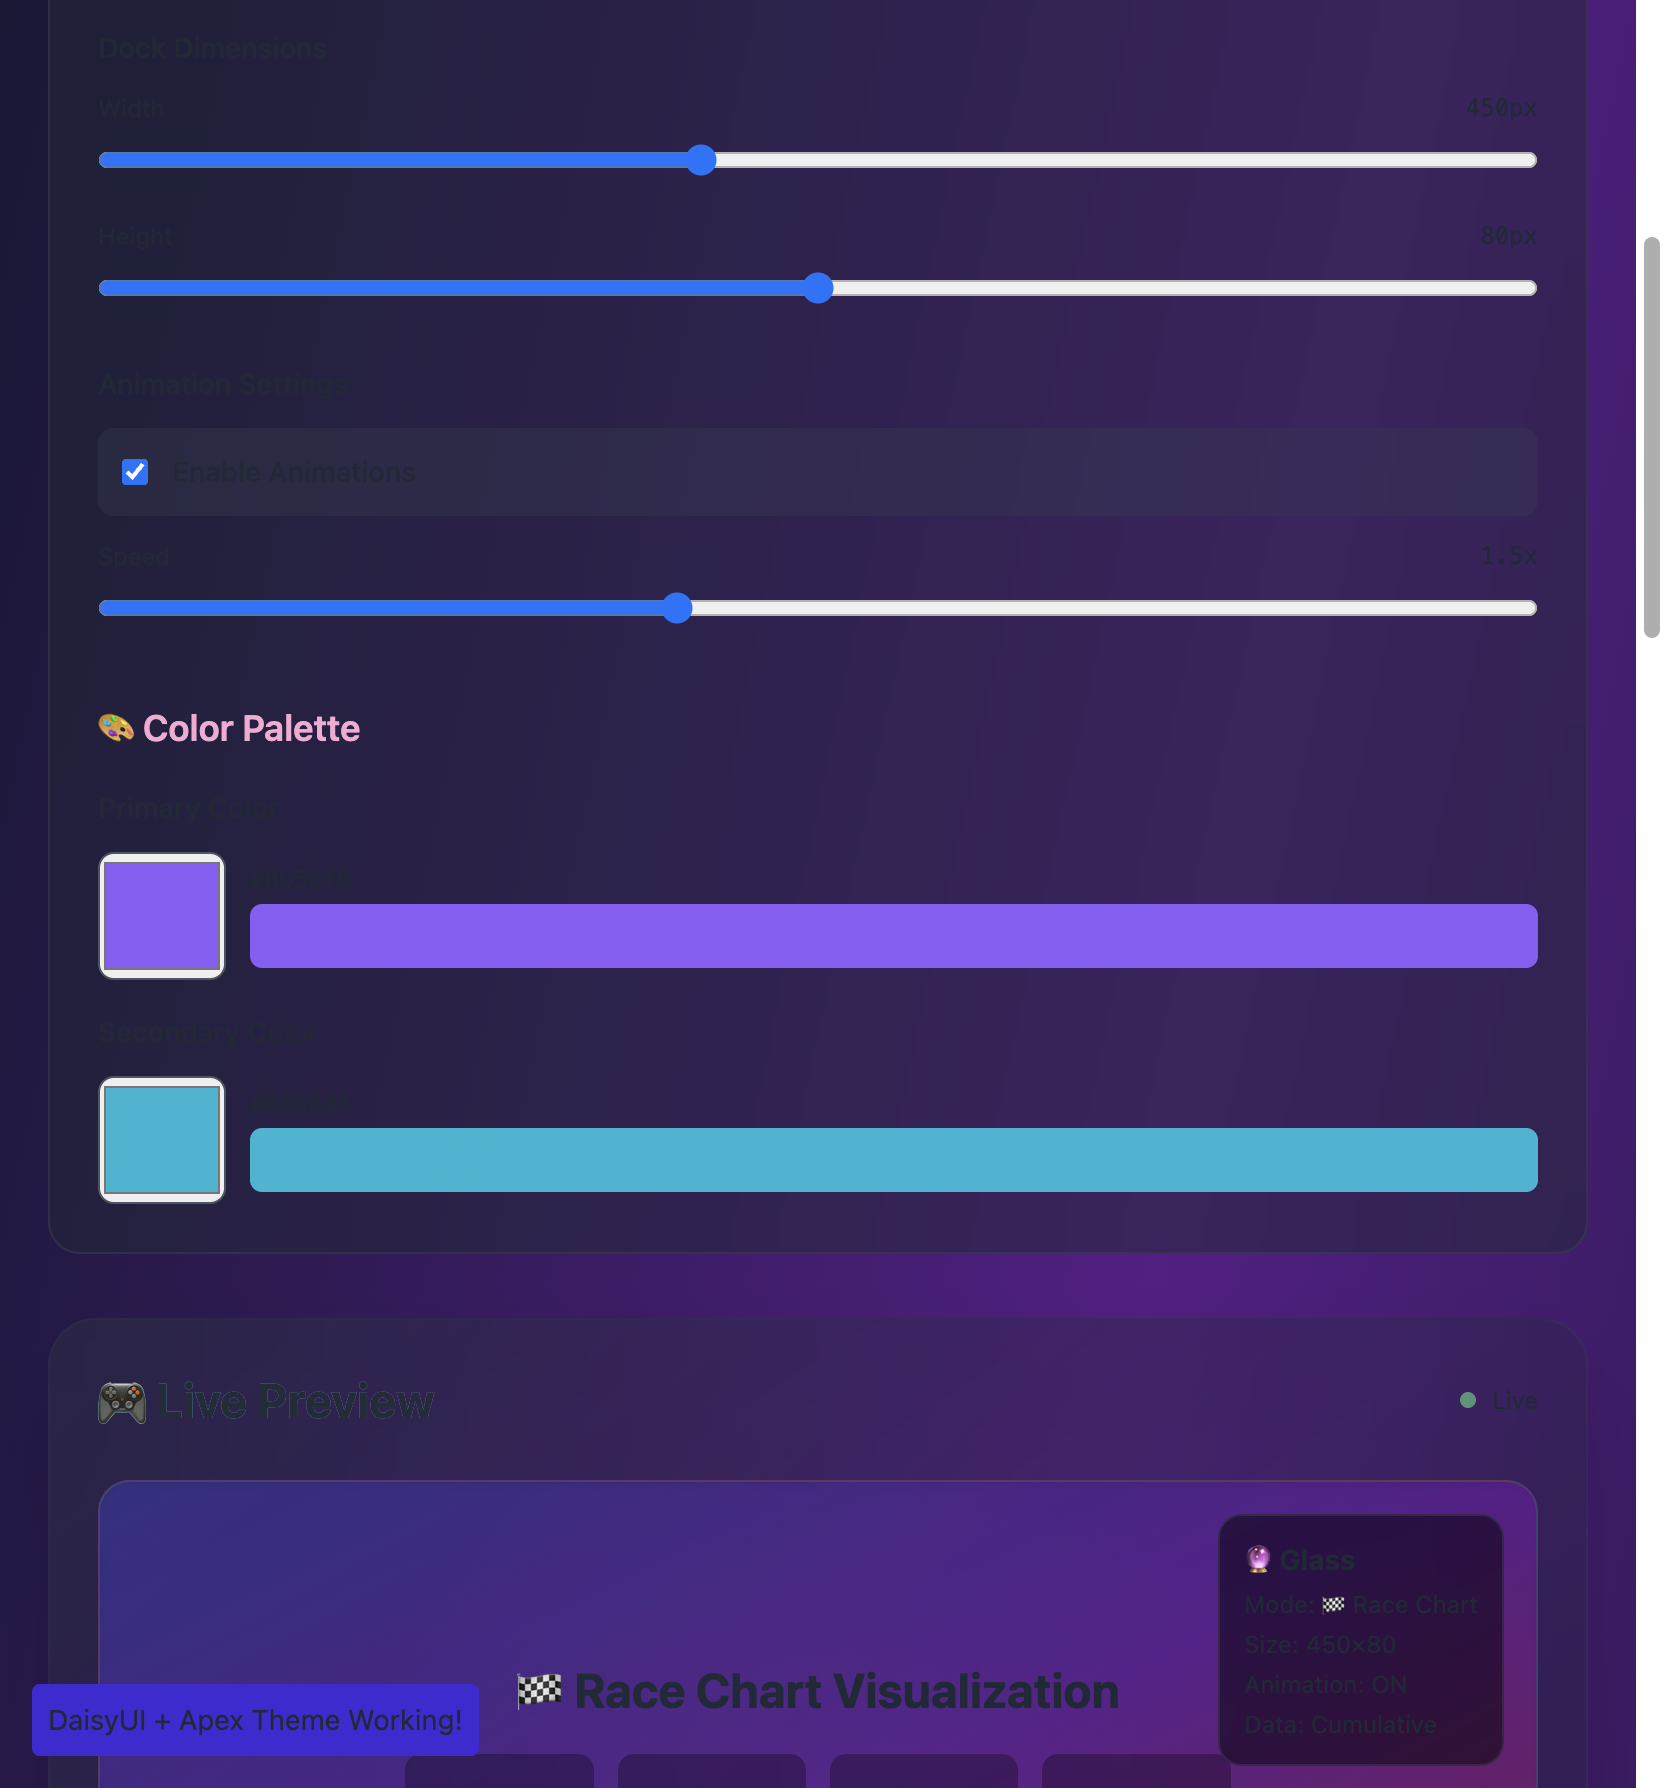 Dock Dimensions
Width 450px
Height 80px
Animation Settings
Enable Animations
Speed 1.5x
🎨 Color Palette
Primary Color
Secondary Color
🎮 Live Preview
Live
🔮 Glass
Mode: 🏁 Race Chart
Size: 450×80
Animation: ON
Data: Cumulative
🏁 Race Chart Visualization
DaisyUI + Apex Theme Working!